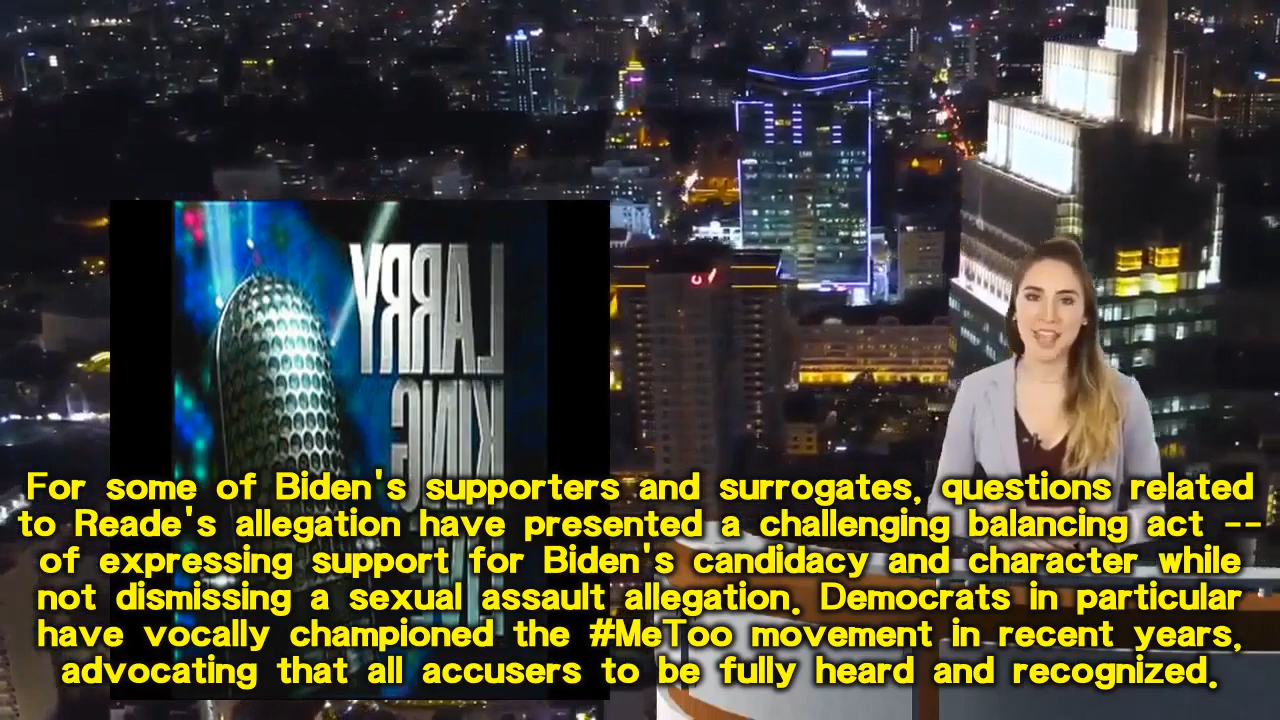 LARRY
KING
LIVE
For some of Biden's supporters and surrogates, questions related
to Reade's allegation have presented a challenging balancing act --
of expressing support for Biden's candidacy and character while
not dismissing a sexual assault allegation. Democrats in particular
have vocally championed the #MeToo movement in recent years,
advocating that all accusers to be fully heard and recognized.